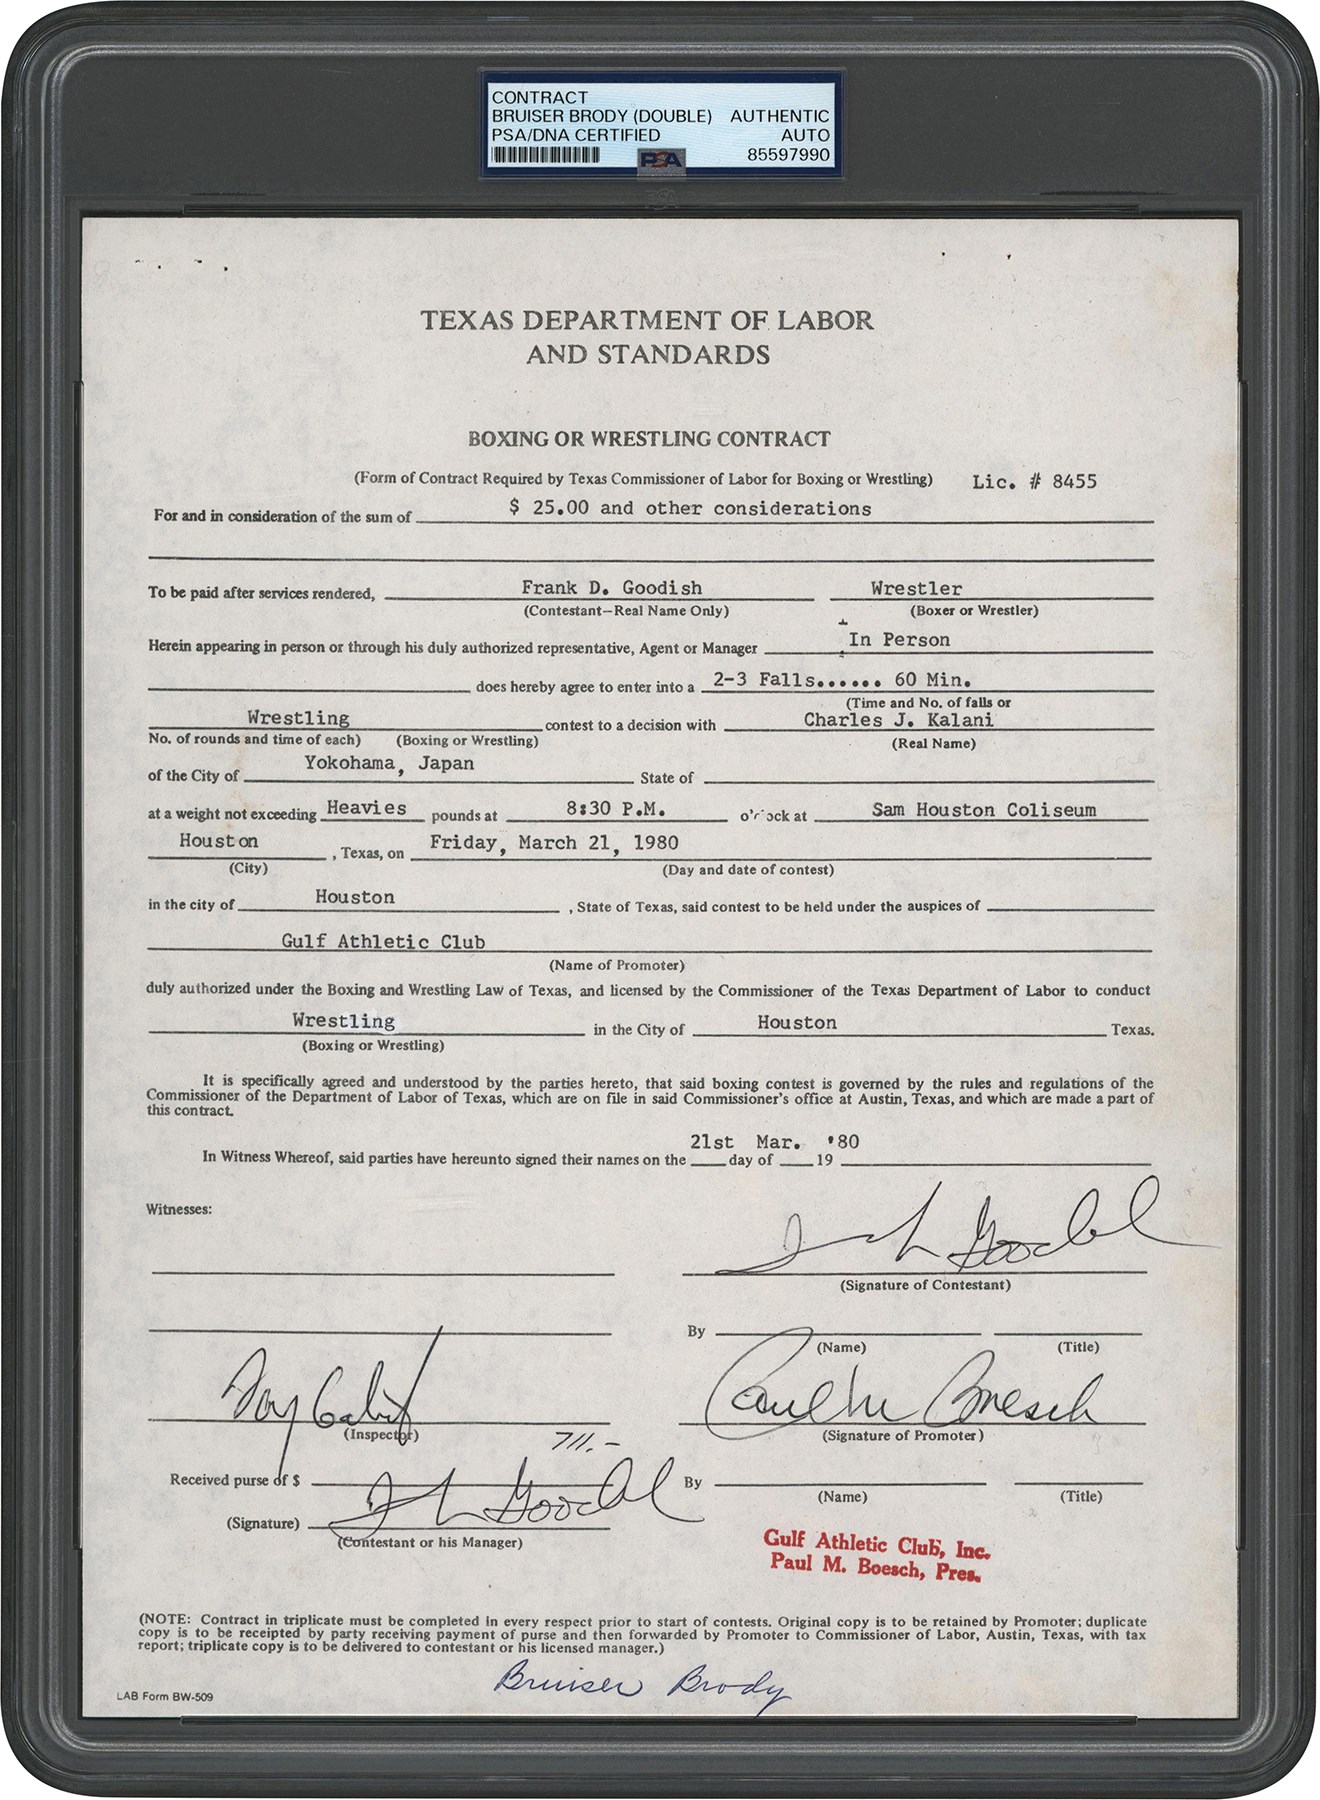 CONTRACT
BRUISER BRODY (DOUBLE) AUTHENTIC
PSA/DNA CERTIFIED AUTO
PSA 85597990
TEXAS DEPARTMENT OF LABOR
AND STANDARDS
BOXING OR WRESTLING CONTRACT
(Form of Contract Required by Texas Commissioner of Labor for Boxing or Wrestling) Lic. # 8455
For and in consideration of the sum of $ 25.00 and other considerations
To be paid after services rendered, Frank D. Goodish Wrestler
(Contestant—Real Name Only) (Boxer or Wrestler)
Herein appearing in person or through his duly authorized representative, Agent or Manager In Person
does hereby agree to enter into a 2-3 Falls...... 60 Min.
(Time and No. of falls or
Wrestling contest to a decision with Charles J. Kalani
No. of rounds and time of each) (Boxing or Wrestling) (Real Name)
of the City of Yokohama, Japan State of
at a weight not exceeding Heavies pounds at 8:30 P.M. o'clock at Sam Houston Coliseum
Houston, Texas, on Friday, March 21, 1980
(City) (Day and date of contest)
in the city of Houston, State of Texas, said contest to be held under the auspices of
Gulf Athletic Club
(Name of Promoter)
duly authorized under the Boxing and Wrestling Law of Texas, and licensed by the Commissioner of the Texas Department of Labor to conduct
Wrestling in the City of Houston Texas.
(Boxing or Wrestling)
It is specifically agreed and understood by the parties hereto, that said boxing contest is governed by the rules and regulations of the
Commissioner of the Department of Labor of Texas, which are on file in said Commissioner's office at Austin, Texas, and which are made a part of
this contract.
21st Mar. '80
In Witness Whereof, said parties have hereunto signed their names on the day of 19
Witnesses:
(Signature of Contestant)
By
(Name) (Title)
Paul M. Boesch
(Inspector) (Signature of Promoter)
711.-
Received purse of $ By
(Name) (Title)
(Signature)
(Contestant or his Manager)
Gulf Athletic Club, Inc.
Paul M. Boesch, Pres.
(NOTE: Contract in triplicate must be completed in every respect prior to start of contests. Original copy is to be retained by Promoter; duplicate
copy is to be receipted by party receiving payment of purse and then forwarded by Promoter to Commissioner of Labor, Austin, Texas, with tax
report; triplicate copy is to be delivered to contestant or his licensed manager.)
Bruiser Brody
LAB Form BW-509